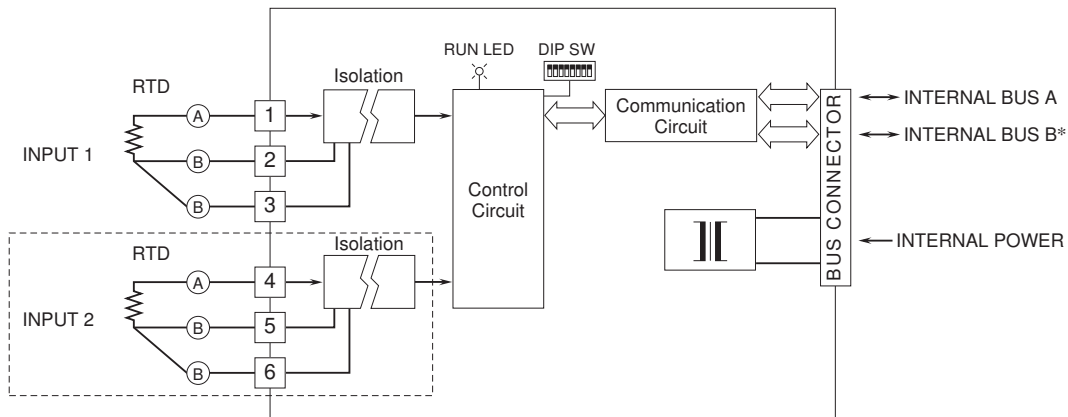 RUN LED
DIP SW
RTD
Isolation
A
1
INPUT 1
B
2
B
3
Control
Circuit
Communication
Circuit
BUS CONNECTOR
INTERNAL BUS A
INTERNAL BUS B*
INTERNAL POWER
RTD
Isolation
A
4
INPUT 2
B
5
B
6